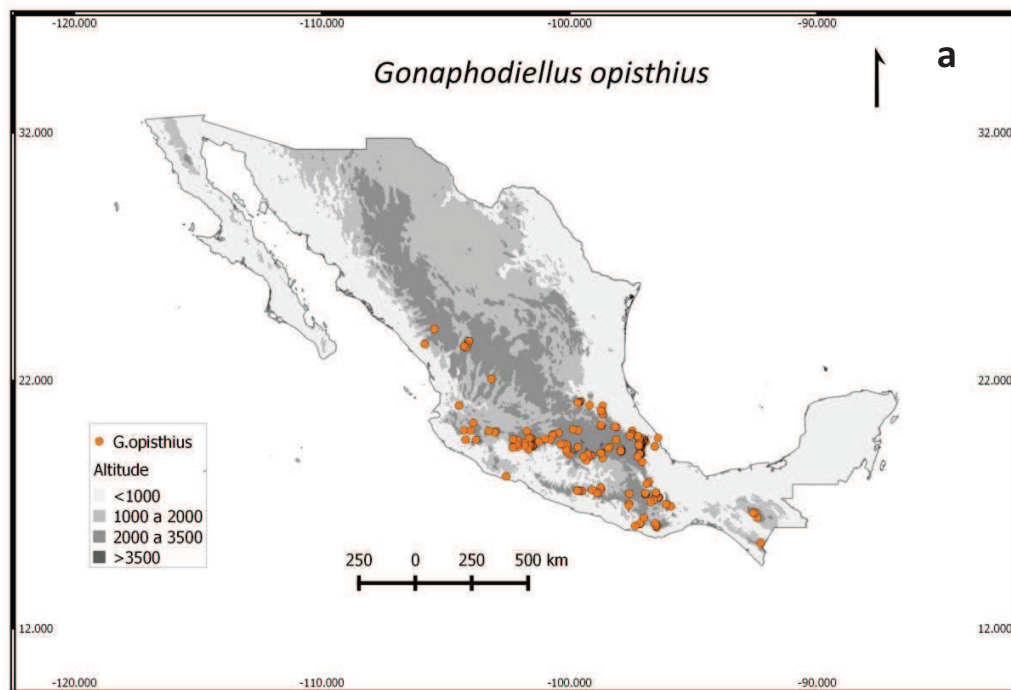 -120.000 -110.000 -100.000 -90.000
Gonaphodiellus opisthius
a
32.000 32.000
22.000 22.000
G.opisthius
Altitude
<1000
1000 a 2000
2000 a 3500
>3500
250 0 250 500 km
12.000 12.000
-120.000 -110.000 -100.000 -90.000